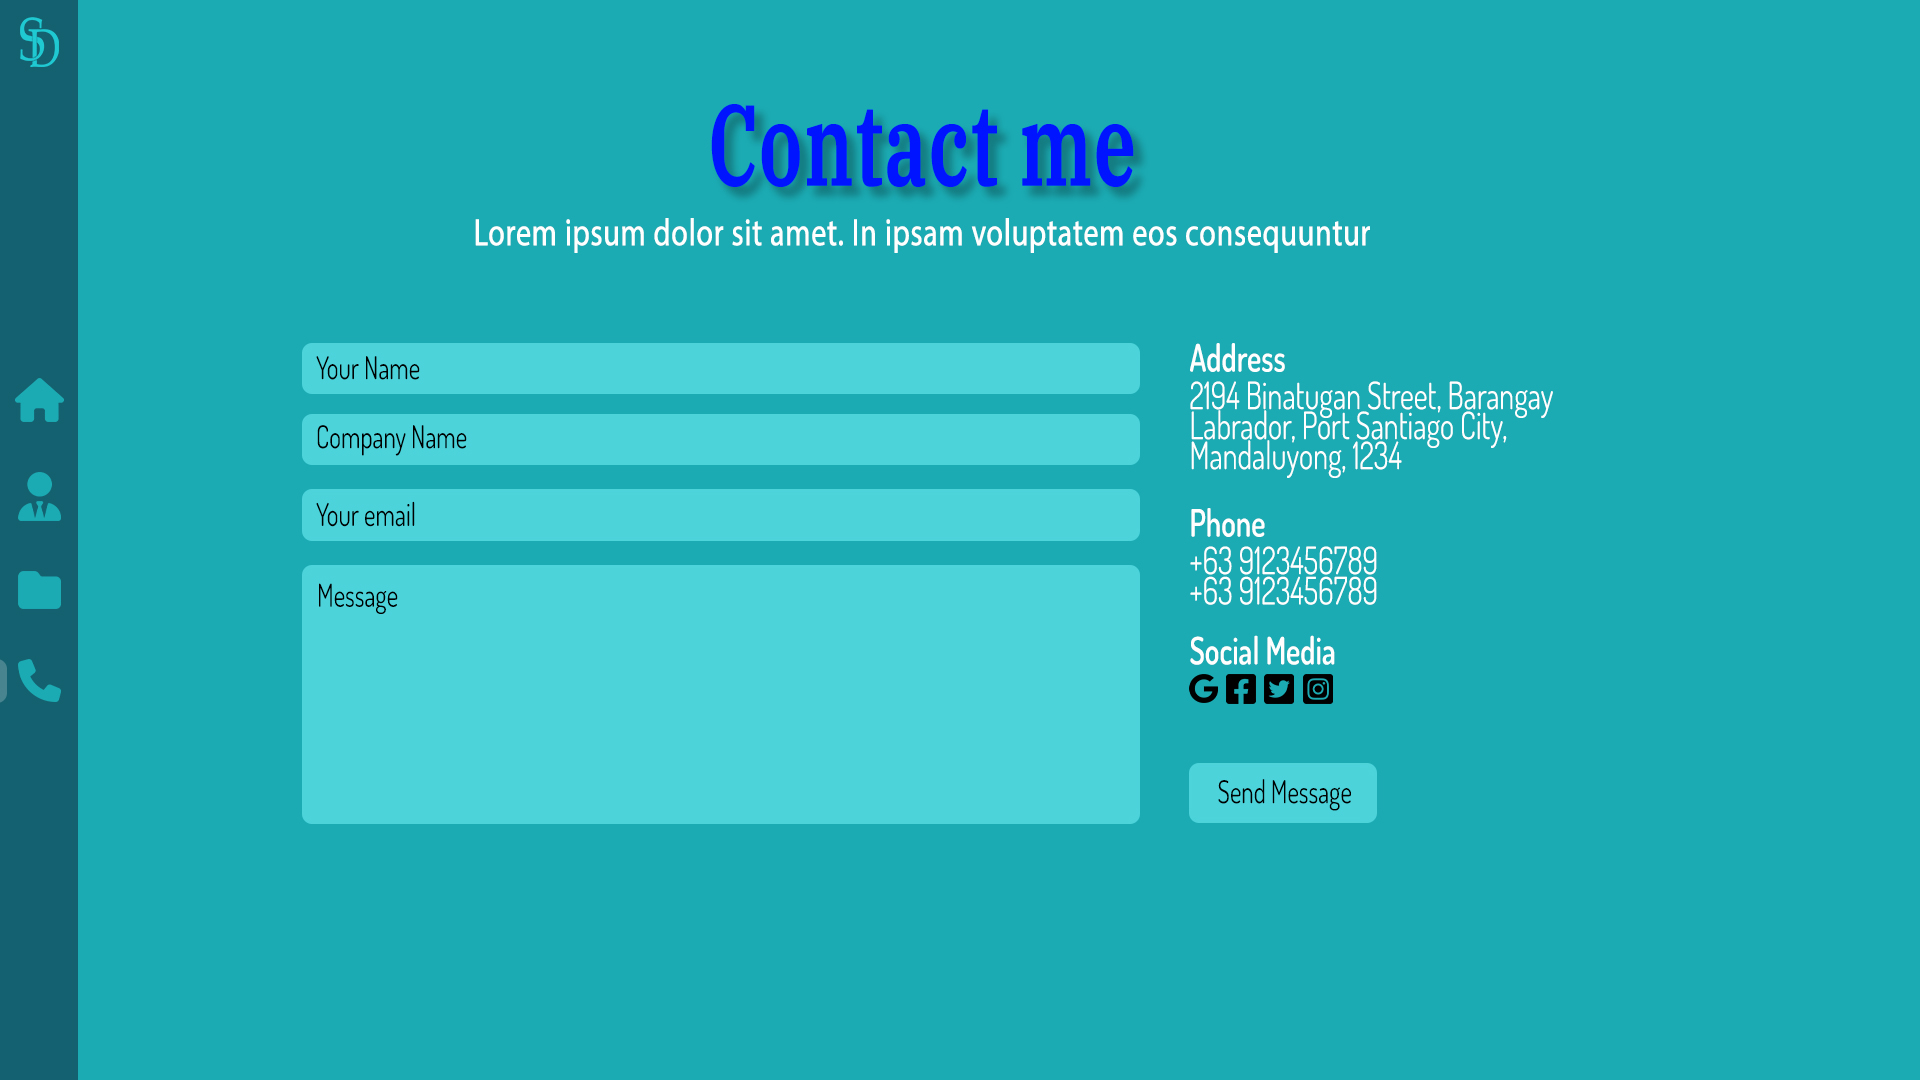 SD
Contact me
Lorem ipsum dolor sit amet. In ipsam voluptatem eos consequuntur
Your Name
Company Name
Your email
Message
Address
2194 Binatugan Street, Barangay
Labrador, Port Santiago City,
Mandaluyong, 1234
Phone
+63 9123456789
+63 9123456789
Social Media
Send Message